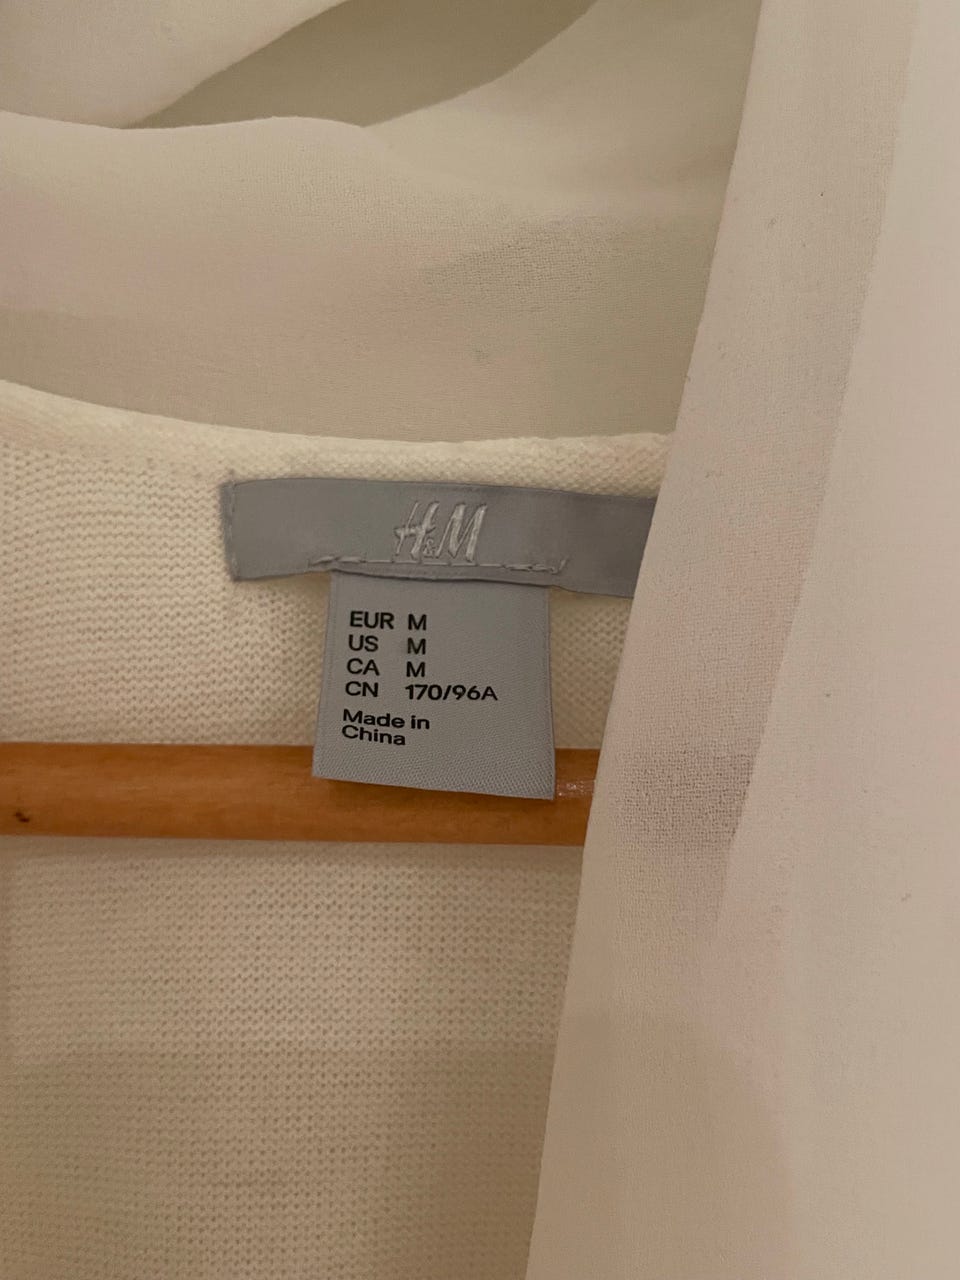 H&M
EUR M
US M
CA M
CN 170/96A
Made in
China